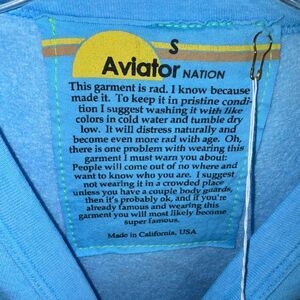 S
Aviator NATION
This garment is rad. I know because
made it. To keep it in pristine condi-
tion I suggest washing it with like
colors in cold water and tumble dry
low. It will distress naturally and
become even more rad with age. Oh,
there is one problem with wearing this
garment I must warn you about:
People will come out of no where and
want to know who you are. I suggest
not wearing it in a crowded place
unless you have a couple body guards,
then it's probably ok, and if you're
already famous and wearing this
garment you will most likely become
super famous.
Made in California, USA